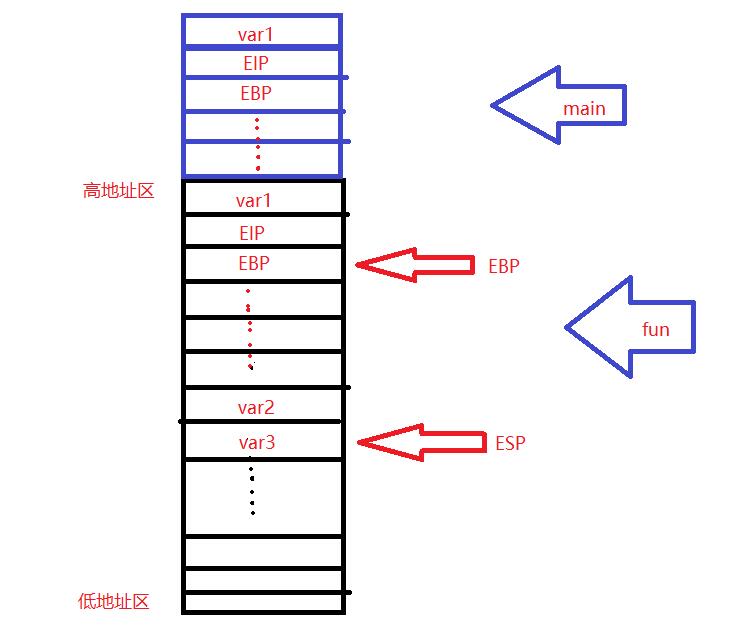 var1
EIP
EBP
main
高地址区
var1
EIP
EBP
EBP
fun
var2
var3
ESP
低地址区